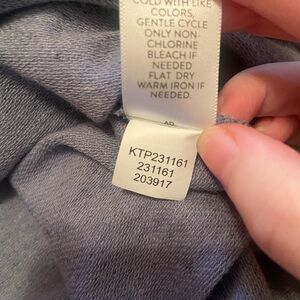 COLD WITH LIKE
COLORS,
GENTLE CYCLE
ONLY NON-
CHLORINE
BLEACH IF
NEEDED
FLAT DRY
WARM IRON IF
NEEDED.
KTP231161
231161
203917